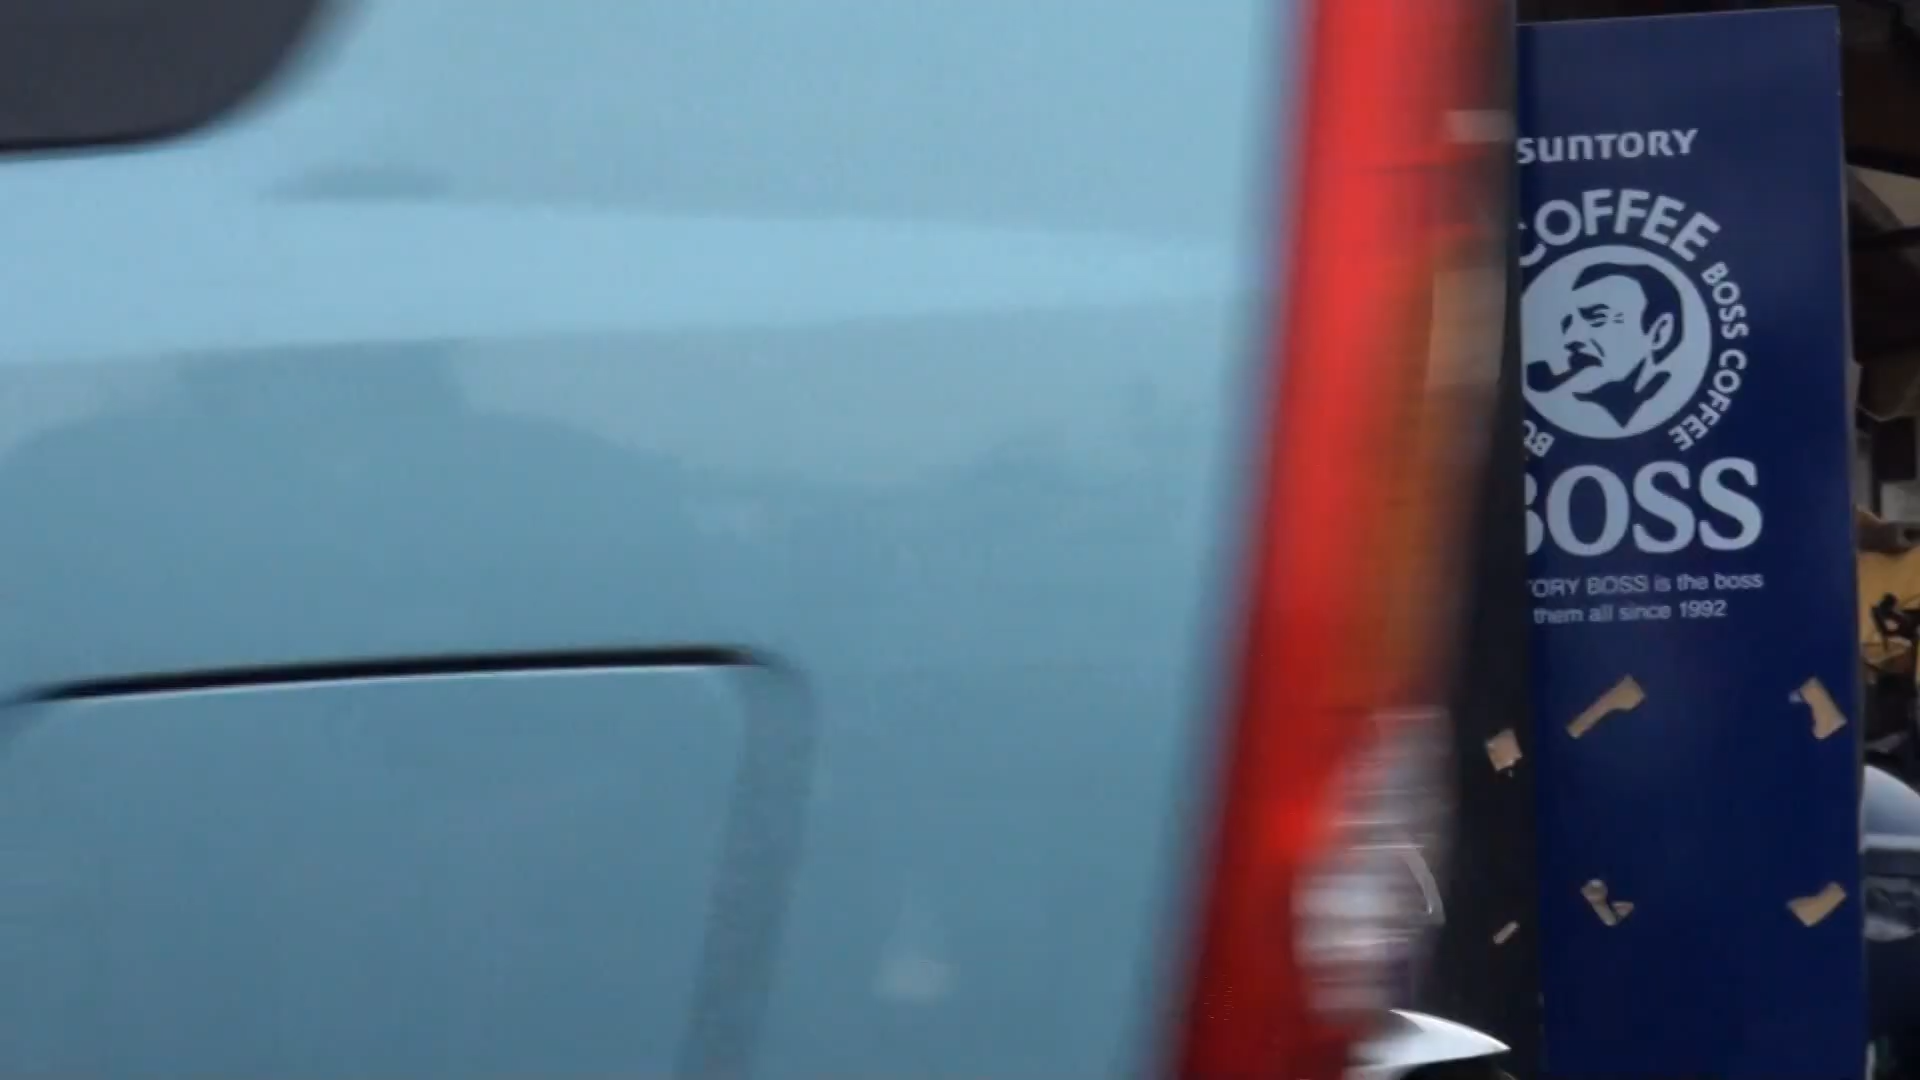 SUNTORY
COFFEE
BOSS COFFEE
BOSS
TORY BOSS is the boss
them all since 1992